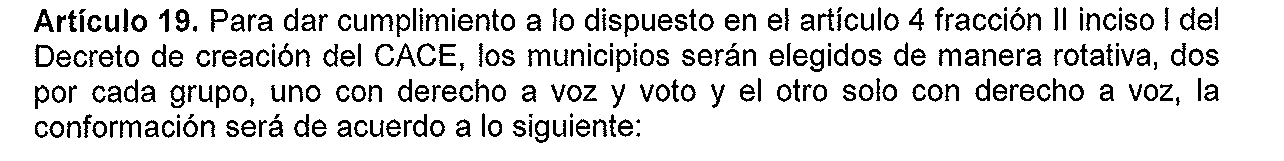 Artículo 19. Para dar cumplimiento a lo dispuesto en el artículo 4 fracción II inciso I del
Decreto de creación del CACE, los municipios serán elegidos de manera rotativa, dos
por cada grupo, uno con derecho a voz y voto y el otro solo con derecho a voz, la
conformación será de acuerdo a lo siguiente: